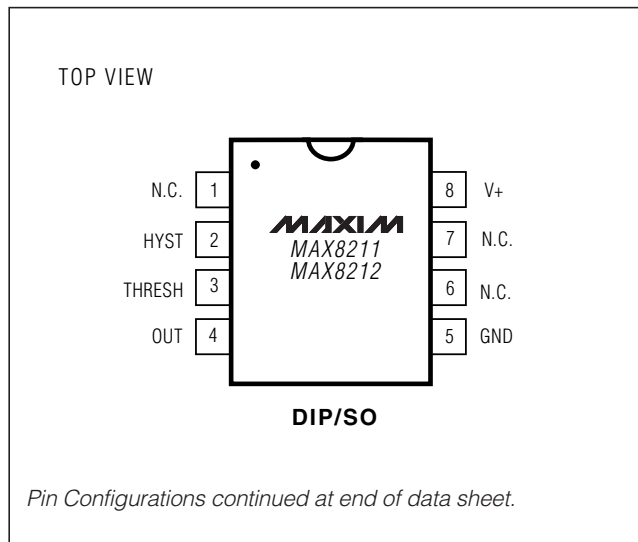 TOP VIEW
N.C. 1
8 V+
MAXIM
HYST 2
7 N.C.
MAX8211
MAX8212
THRESH 3
6 N.C.
OUT 4
5 GND
DIP/SO
Pin Configurations continued at end of data sheet.